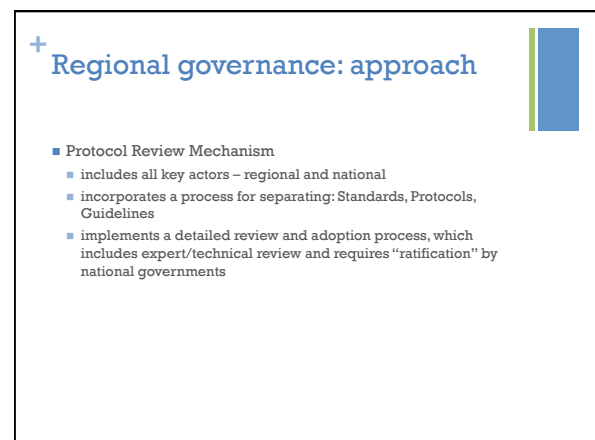 +
Regional governance: approach
Protocol Review Mechanism
includes all key actors – regional and national
incorporates a process for separating: Standards, Protocols,
Guidelines
implements a detailed review and adoption process, which
includes expert/technical review and requires “ratification” by
national governments